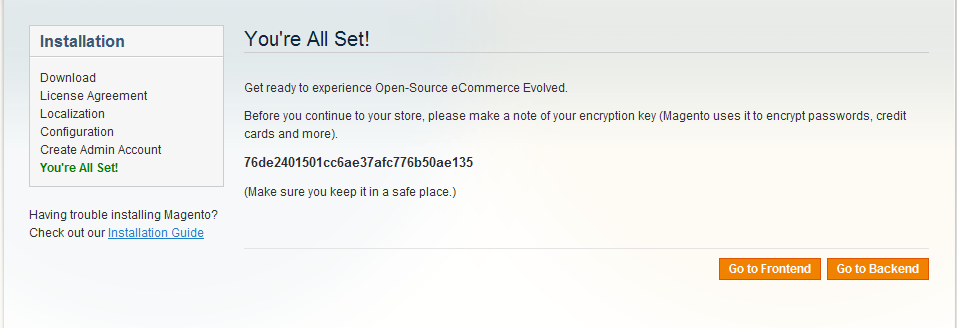 Installation
Download
License Agreement
Localization
Configuration
Create Admin Account
You're All Set!
Having trouble installing Magento?
Check out our Installation Guide
You're All Set!
Get ready to experience Open-Source eCommerce Evolved.
Before you continue to your store, please make a note of your encryption key (Magento uses it to encrypt passwords, credit
cards and more).
76de2401501cc6ae37afc776b50ae135
(Make sure you keep it in a safe place.)
Go to Frontend
Go to Backend